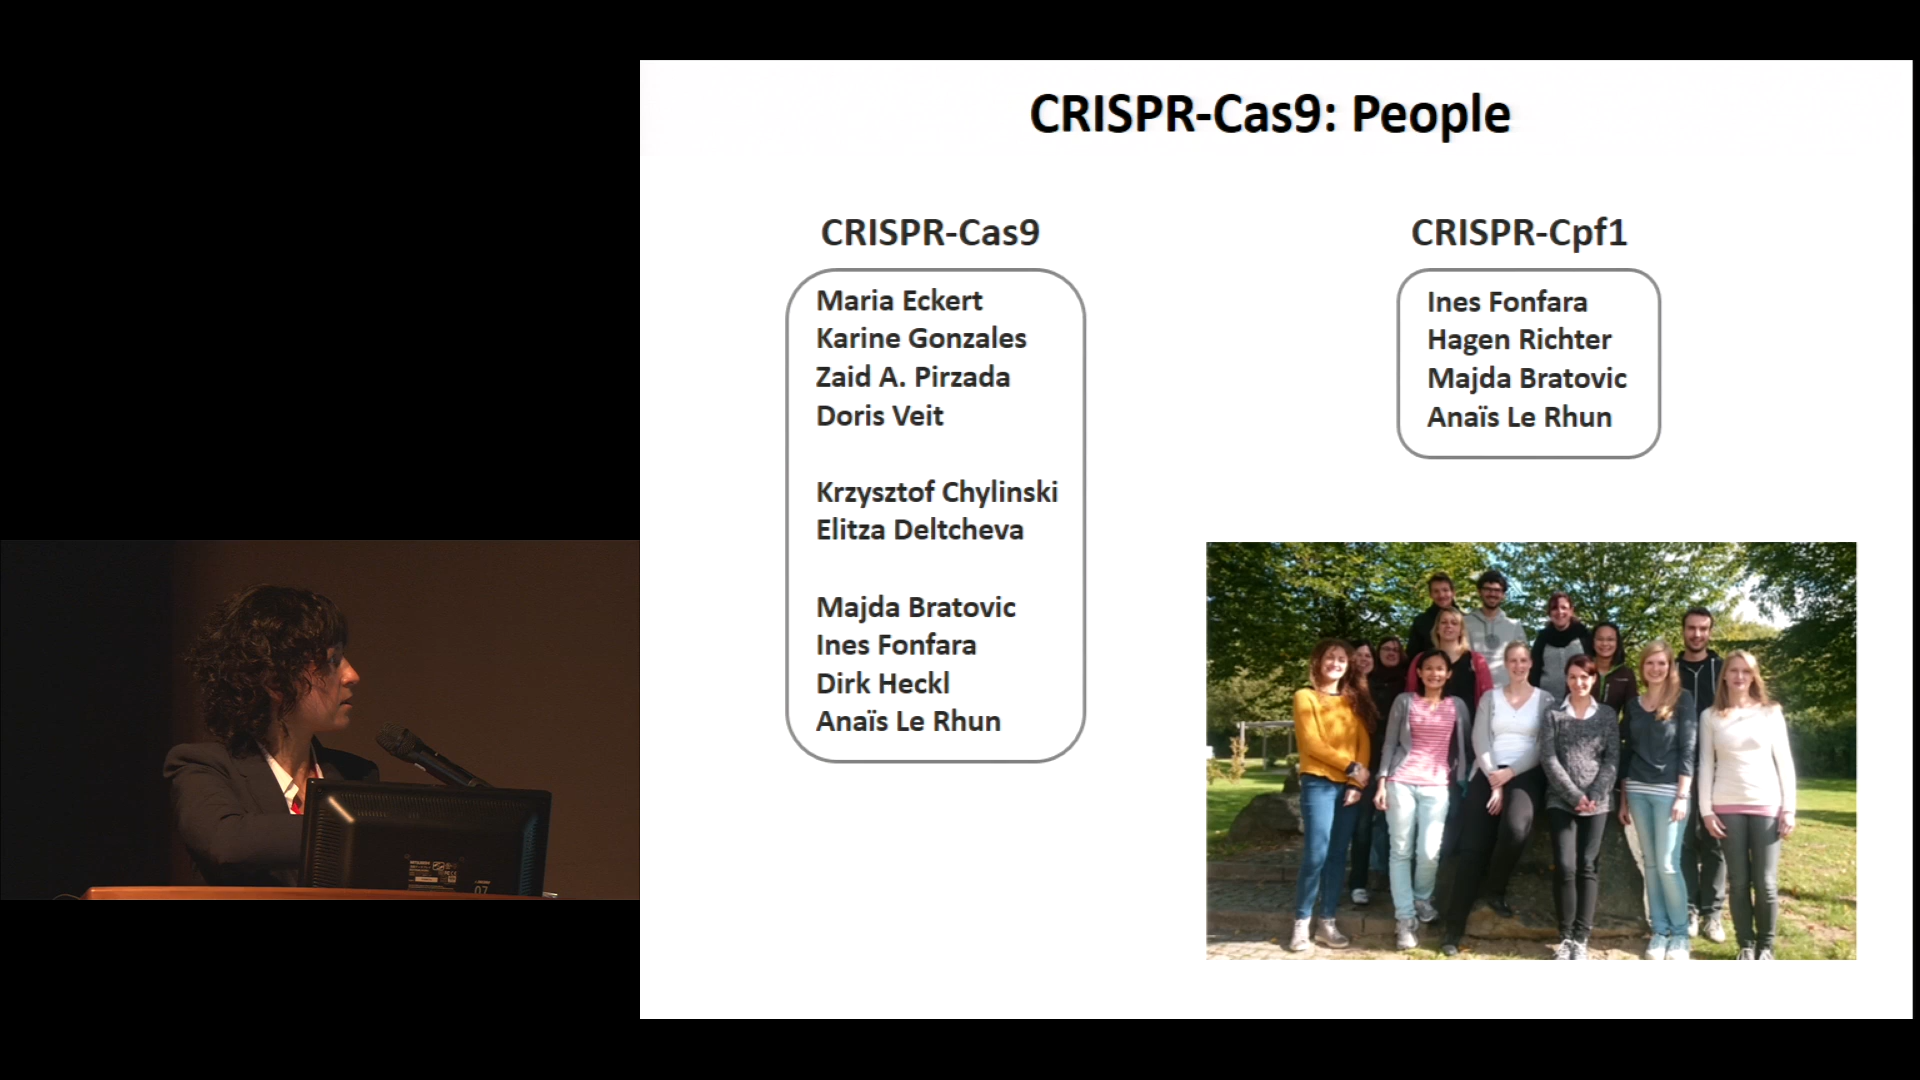 CRISPR-Cas9: People
CRISPR-Cas9
Maria Eckert
Karine Gonzales
Zaid A. Pirzada
Doris Veit
Krzysztof Chylinski
Elitza Deltcheva
Majda Bratovic
Ines Fonfara
Dirk Heckl
Anaïs Le Rhun
CRISPR-Cpf1
Ines Fonfara
Hagen Richter
Majda Bratovic
Anaïs Le Rhun
07